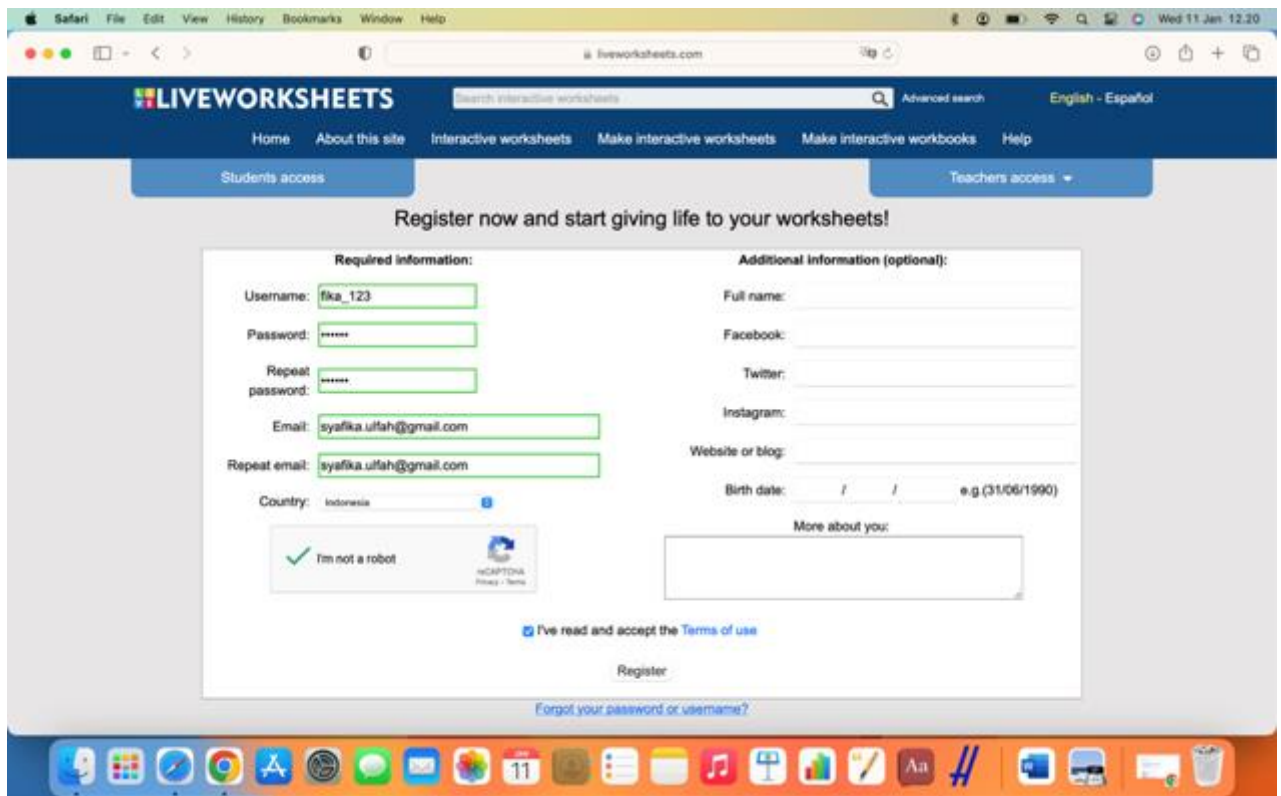 Safari File Edit View History Bookmarks Window Help Wed 11 Jan 12.20
liveworksheets.com
LIVEWORKSHEETS Search interactive worksheets Advanced search English - Español
Home About this site Interactive worksheets Make interactive worksheets Make interactive workbooks Help
Students access Teachers access
Register now and start giving life to your worksheets!
Required information:
Username: fika_123
Password: •••••••
Repeat password: •••••••
Email: syafika.ulfah@gmail.com
Repeat email: syafika.ulfah@gmail.com
Country: Indonesia
I'm not a robot
reCAPTCHA
Privacy - Terms
Additional information (optional):
Full name:
Facebook:
Twitter:
Instagram:
Website or blog:
Birth date: / / e.g.(31/06/1990)
More about you:
I've read and accept the Terms of use
Register
Forgot your password or username?
11
Aa